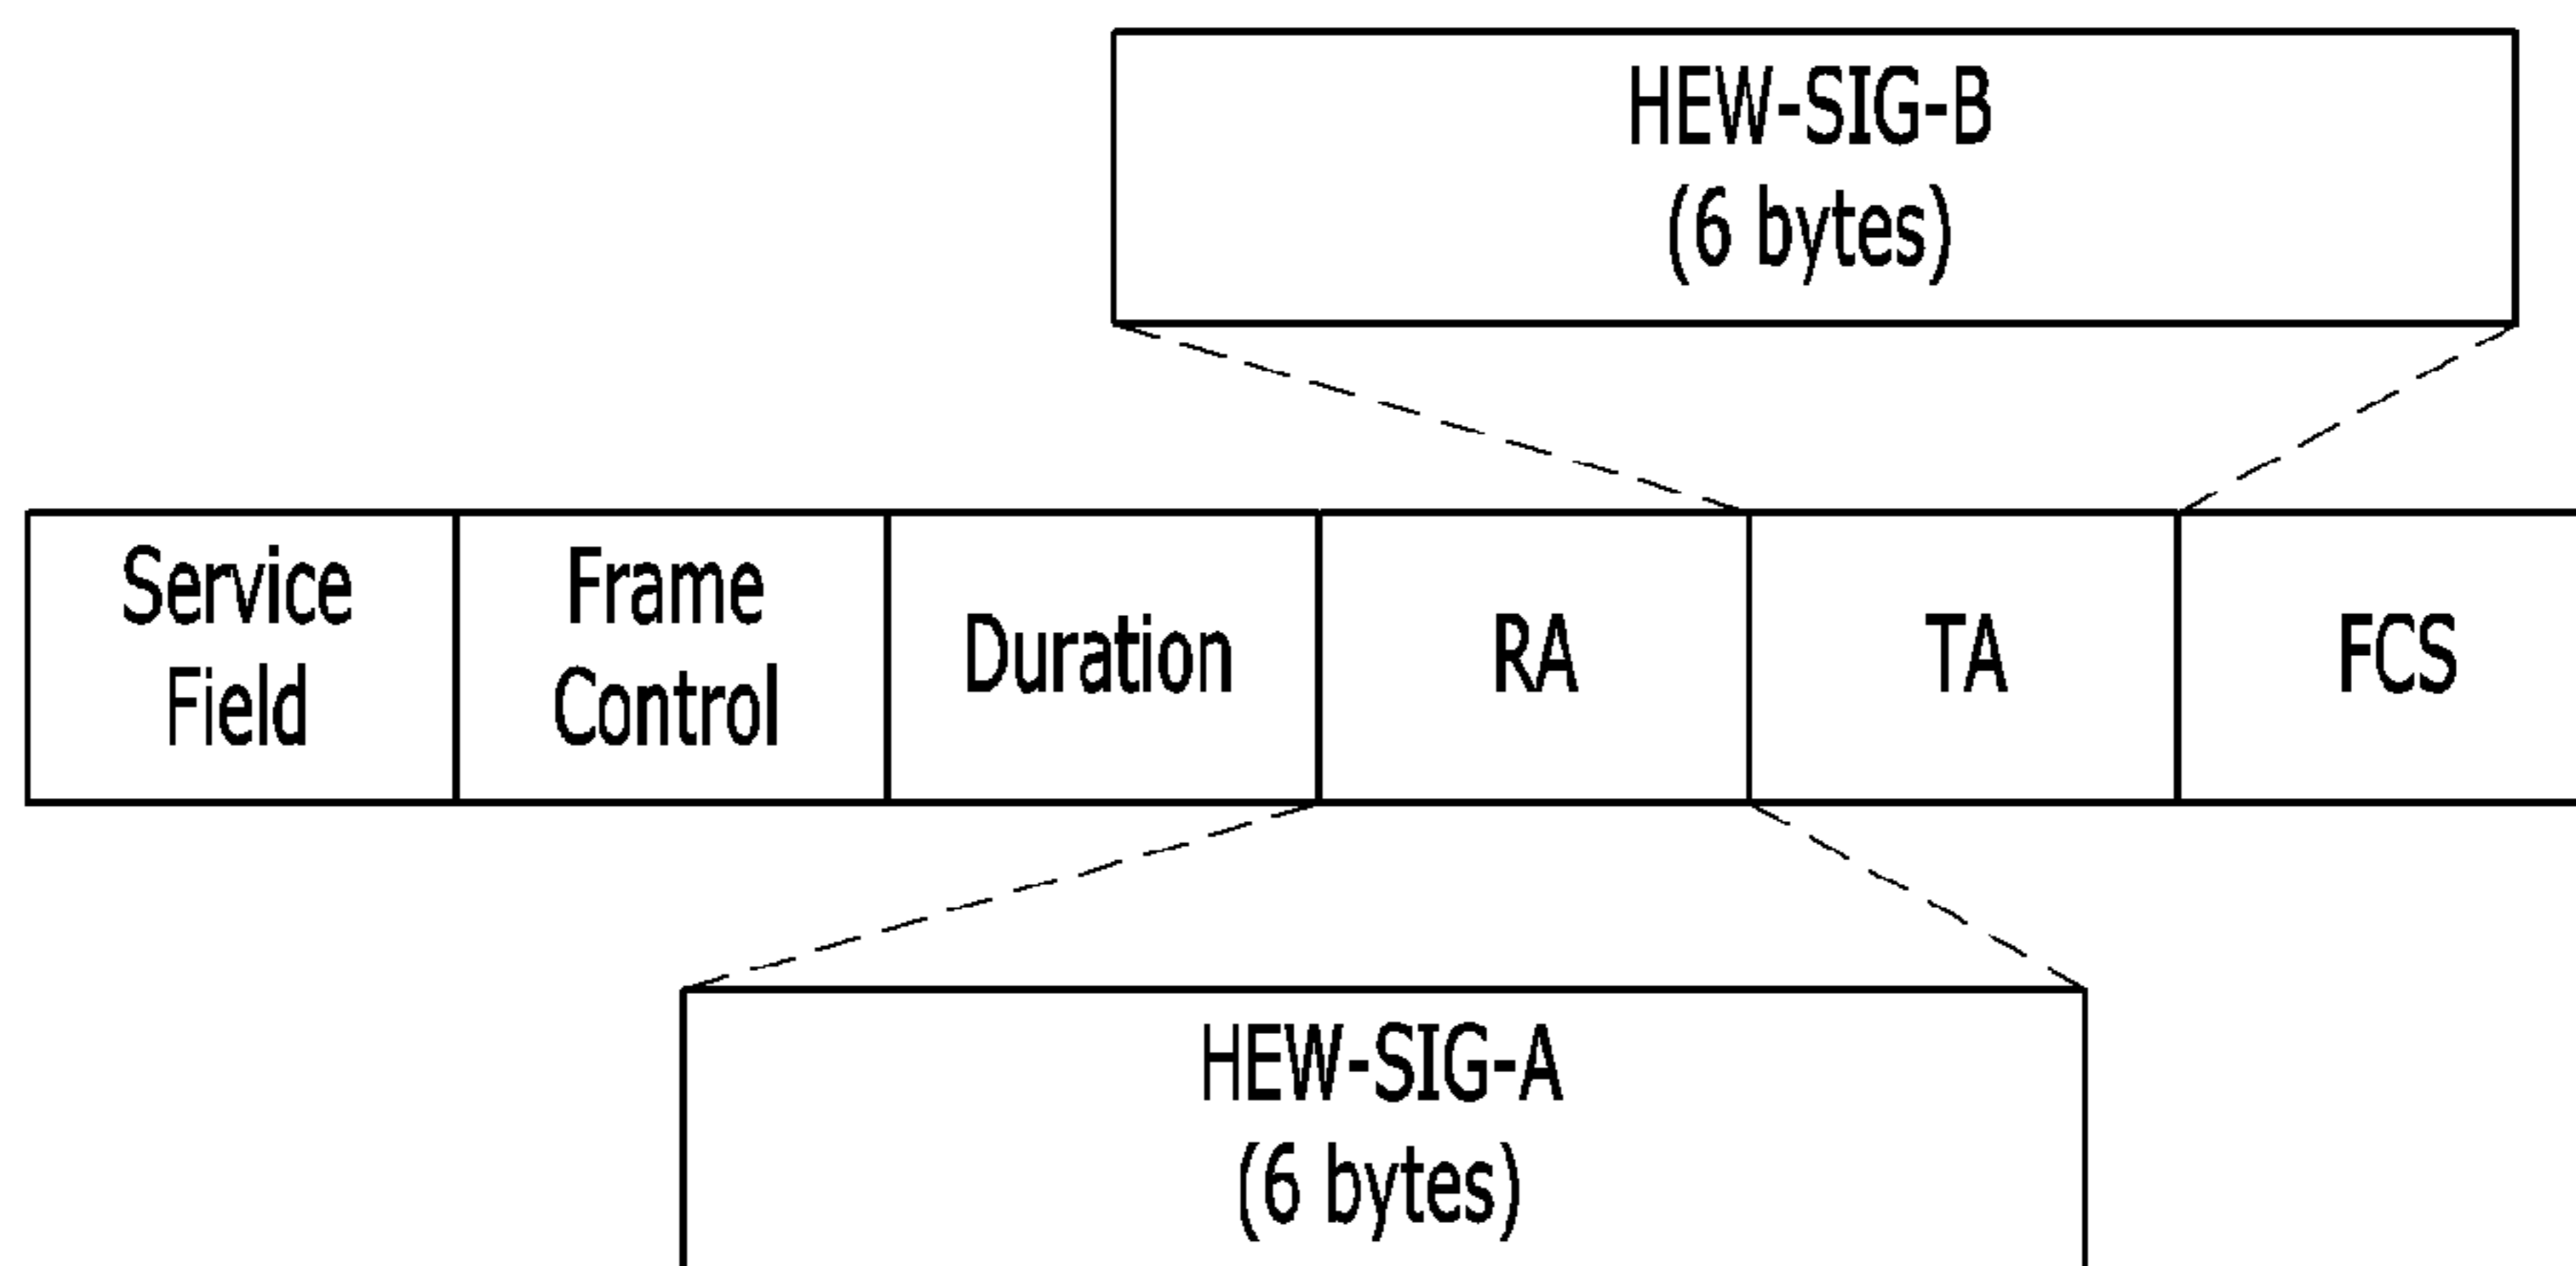 HEW-SIG-B
(6 bytes)
Service
Field
Frame
Control
Duration
RA
TA
FCS
HEW-SIG-A
(6 bytes)